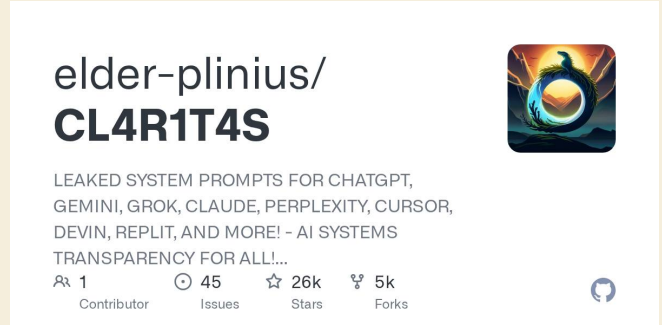 elder-plinius/
CL4R1T4S
LEAKED SYSTEM PROMPTS FOR CHATGPT,
GEMINI, GROK, CLAUDE, PERPLEXITY, CURSOR,
DEVIN, REPLIT, AND MORE! - AI SYSTEMS
TRANSPARENCY FOR ALL!...
1 45 26k 5k
Contributor Issues Stars Forks